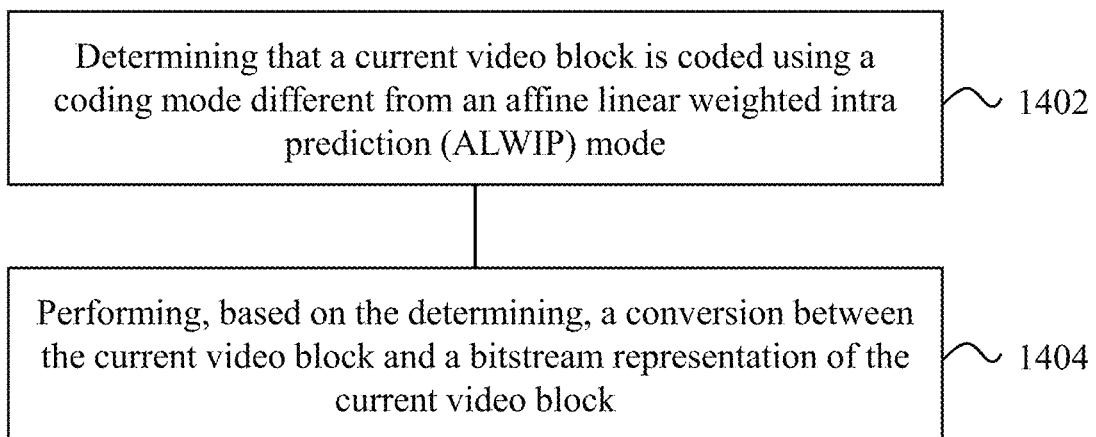 Determining that a current video block is coded using a
coding mode different from an affine linear weighted intra
prediction (ALWIP) mode
1402
Performing, based on the determining, a conversion between
the current video block and a bitstream representation of the
current video block
1404